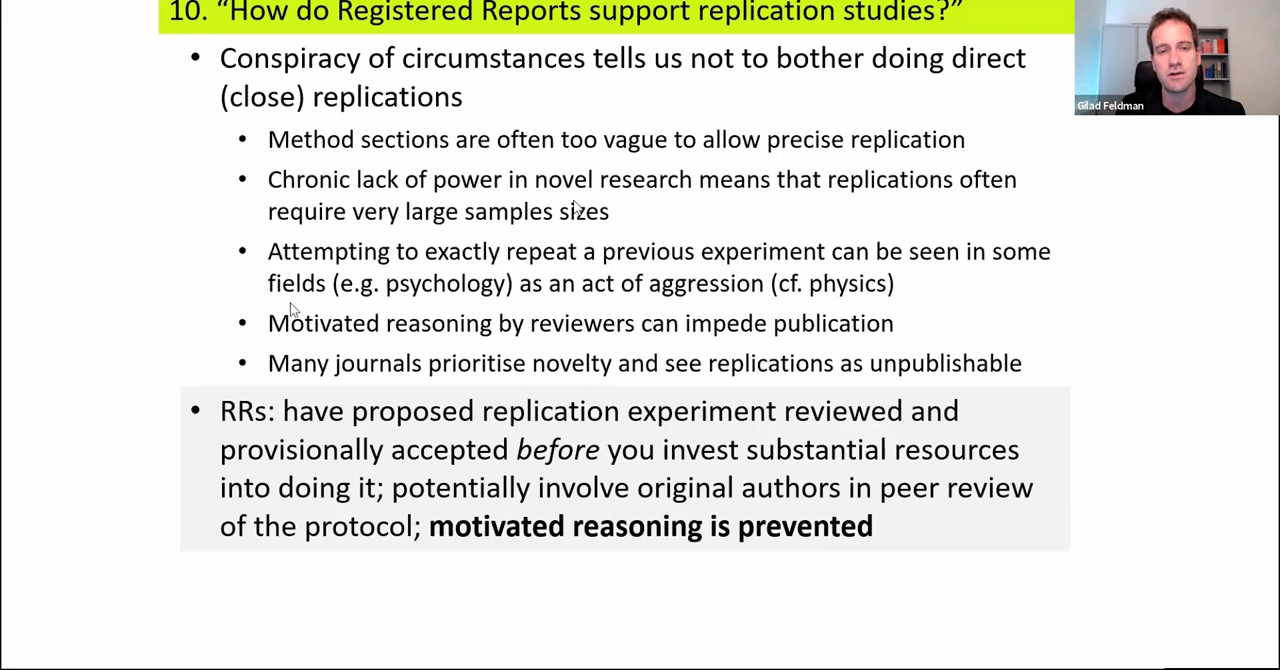 10. “How do Registered Reports support replication studies?”
• Conspiracy of circumstances tells us not to bother doing direct
(close) replications
• Method sections are often too vague to allow precise replication
• Chronic lack of power in novel research means that replications often
require very large samples sizes
• Attempting to exactly repeat a previous experiment can be seen in some
fields (e.g. psychology) as an act of aggression (cf. physics)
• Motivated reasoning by reviewers can impede publication
• Many journals prioritise novelty and see replications as unpublishable
• RRs: have proposed replication experiment reviewed and
provisionally accepted before you invest substantial resources
into doing it; potentially involve original authors in peer review
of the protocol; motivated reasoning is prevented
Gilad Feldman